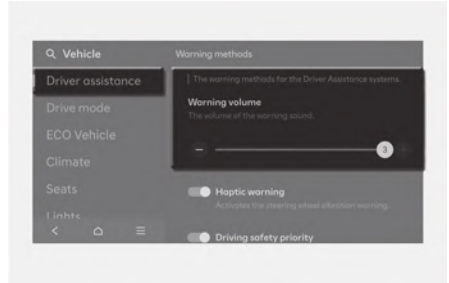 Vehicle
Driver assistance
Drive mode
ECO Vehicle
Climate
Seats
Lights
Warning methods
The warning methods for the Driver Assistance systems.
Warning volume
The volume of the warning sound.
3
Haptic warning
Activates the steering wheel vibration warning.
Driving safety priority